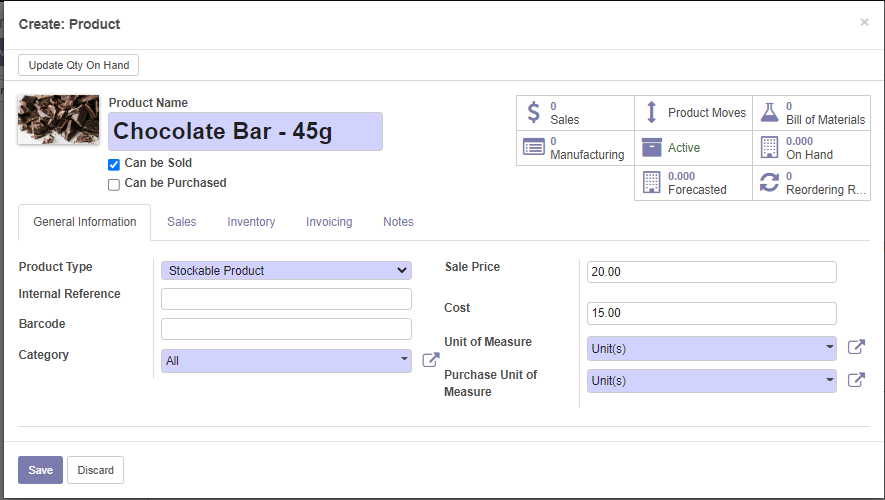 Create: Product
×
Update Qty On Hand
Product Name
Chocolate Bar - 45g
Can be Sold
Can be Purchased
0
Sales
Product Moves
0
Bill of Materials
0
Manufacturing
Active
0.000
On Hand
0.000
Forecasted
0
Reordering R...
General Information
Sales
Inventory
Invoicing
Notes
Product Type
Stockable Product
Internal Reference
Barcode
Category
All
Sale Price
20.00
Cost
15.00
Unit of Measure
Unit(s)
Purchase Unit of
Measure
Unit(s)
Save
Discard